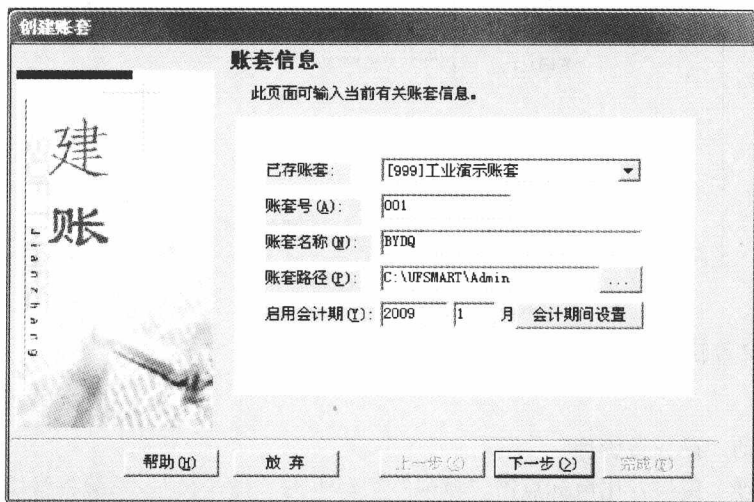 创建账套
账套信息
此页面可输入当前有关账套信息。
建
账
Jianzhang
已存账套: [999]工业演示账套
账套号(A): 001
账套名称(N): BYDQ
账套路径(P): C:\UFSMART\Admin ...
启用会计期(Y): 2009 1 月 会计期间设置
帮助(H) 放弃 上一步(<) 下一步(>) 完成(F)